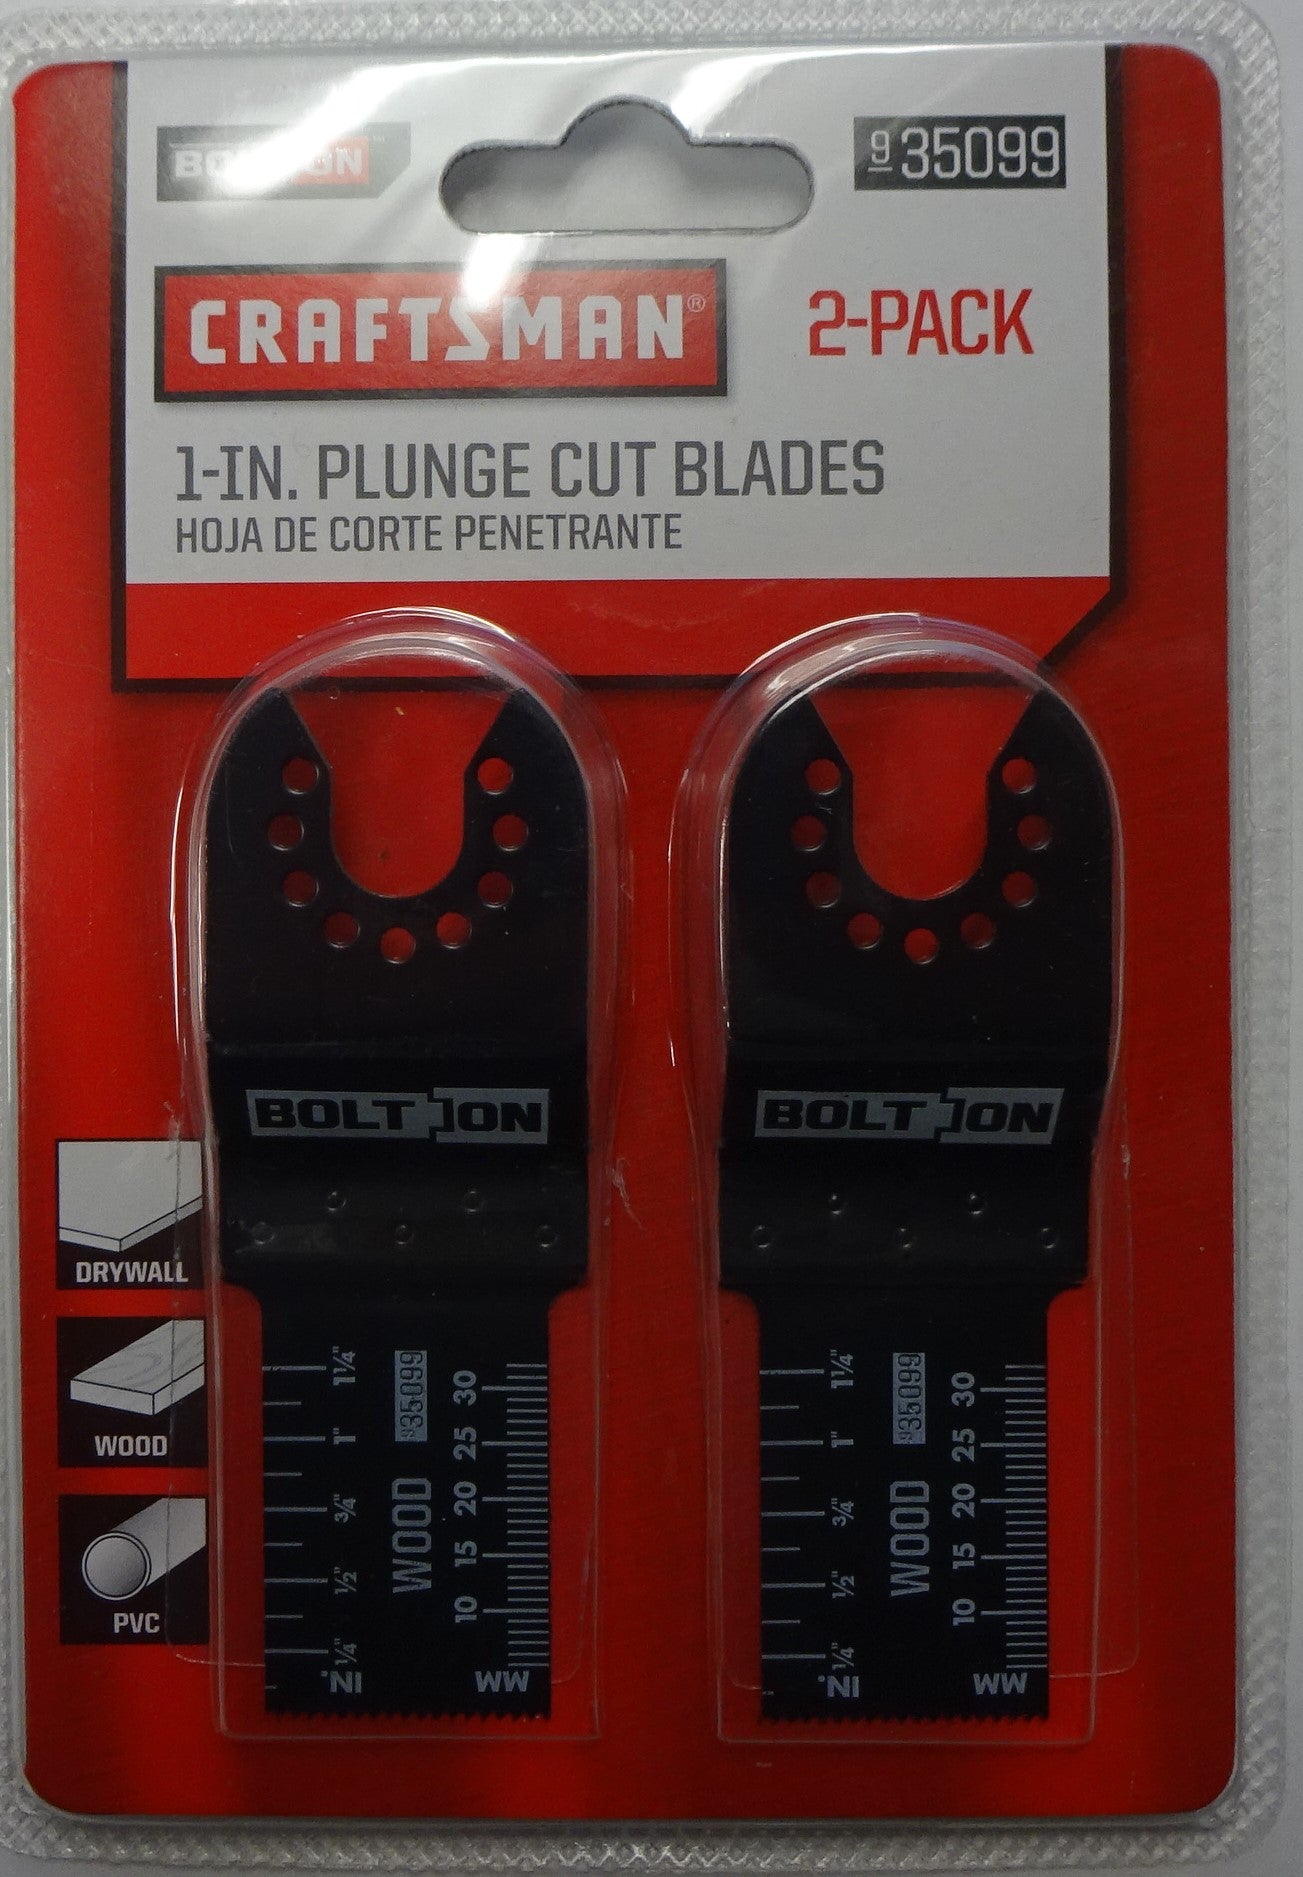 BOLT ON™
9 35099
CRAFTSMAN®
2-PACK
1-IN. PLUNGE CUT BLADES
HOJA DE CORTE PENETRANTE
BOLT ON
BOLT ON
DRYWALL
WOOD
PVC
1¼"
1"
3/4"
1/2"
1/4"
IN.
9 35099
WOOD
30
25
20
15
10
MM
1¼"
1"
3/4"
1/2"
1/4"
IN.
9 35099
WOOD
30
25
20
15
10
MM